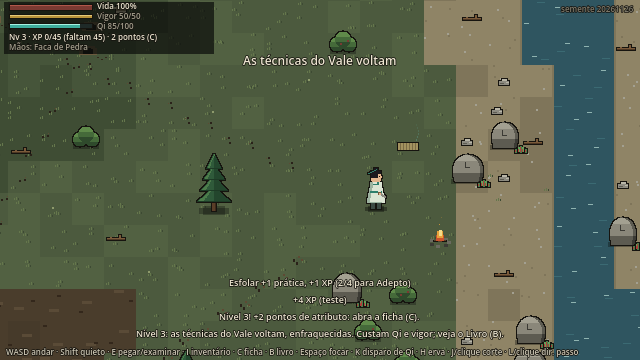 Vida 100%
Vigor 50/50
Qi 85/100
Nv 3 · XP 0/45 (faltam 45) · 2 pontos (C)
Mãos: Faca de Pedra
semente 20261126
As técnicas do Vale voltam
Esfolar +1 prática, +1 XP (2/4 para Adepto)
+4 XP (teste)
Nível 3! +2 pontos de atributo: abra a ficha (C).
Nível 3: as técnicas do Vale voltam, enfraquecidas. Custam Qi e vigor: veja o Livro (B).
WASD andar · Shift quieto · E pegar/examinar · I inventário · C ficha · B livro · Espaço focar · K disparo de Qi · H erva · J/clique corte · L/clique dir. passo